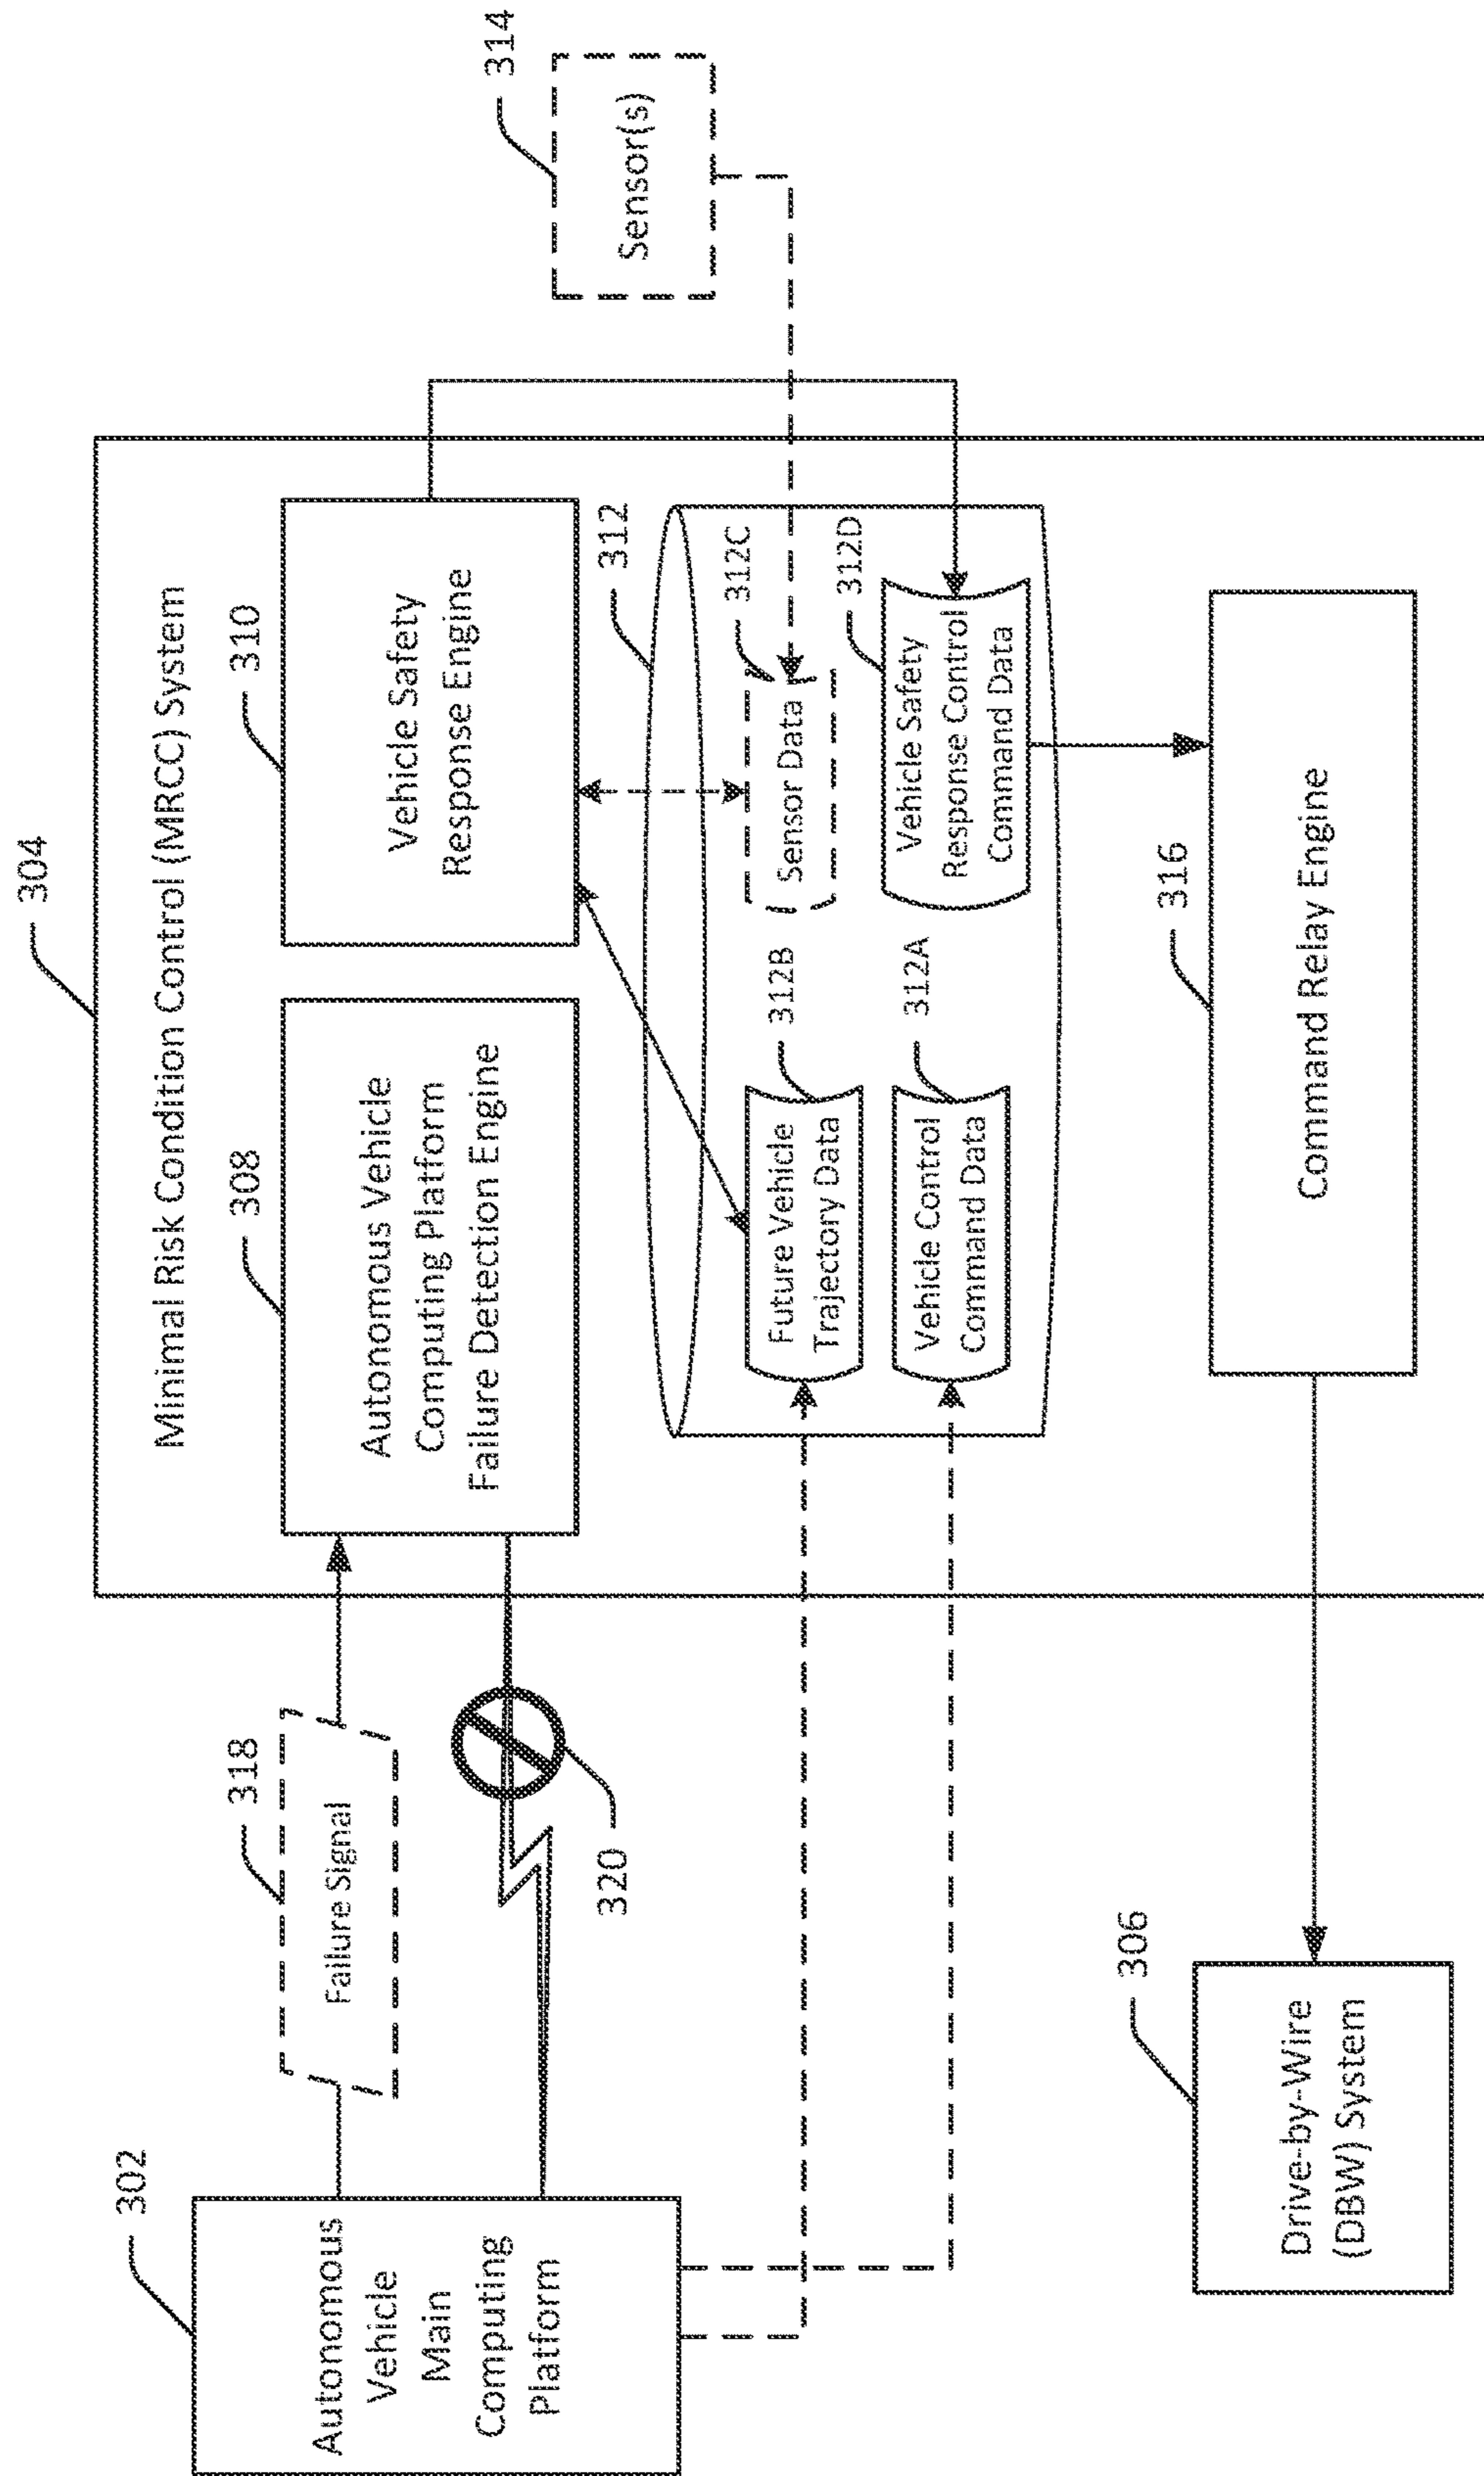 304
Minimal Risk Condition Control (MRCC) System
302
Autonomous
Vehicle
Main
Computing
Platform
318
Failure Signal
320
308
Autonomous Vehicle
Computing Platform
Failure Detection Engine
310
Vehicle Safety
Response Engine
314
Sensor(s)
312
312B
Future Vehicle
Trajectory Data
312C
Sensor Data
312A
Vehicle Control
Command Data
312D
Vehicle Safety
Response Control
Command Data
306
Drive-by-Wire
(DBW) System
316
Command Relay Engine